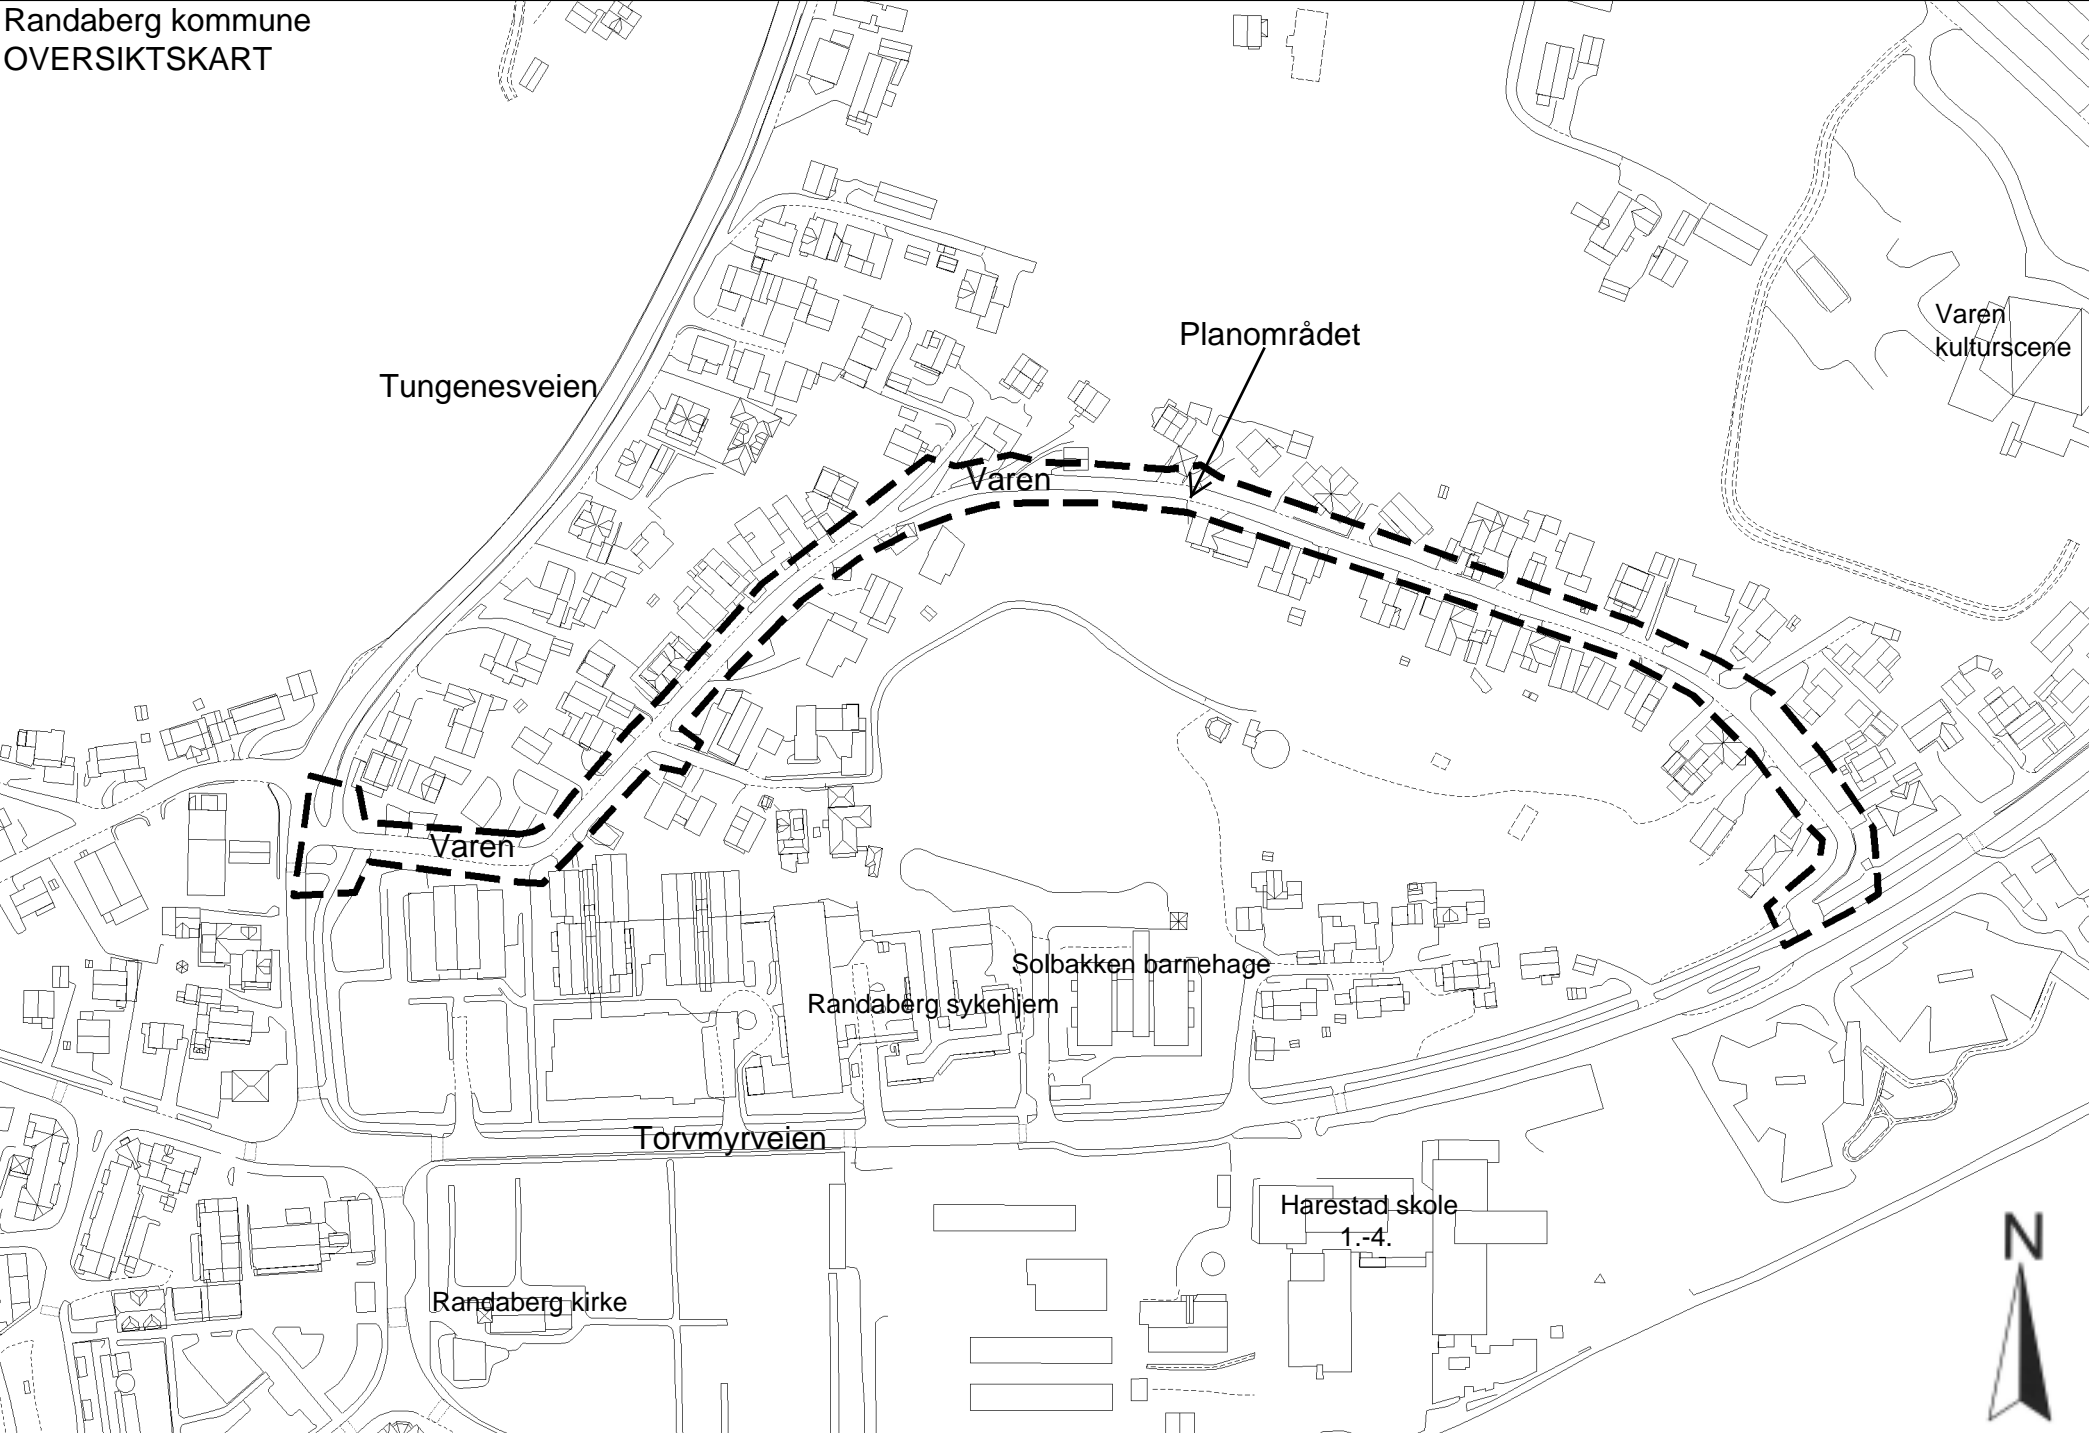 Randaberg kommune
OVERSIKTSKART
Varen
kulturscene
Planområdet
Tungenesveien
Varen
Varen
Solbakken barnehage
Randaberg sykehjem
Torvmyrveien
Harestad skole
1.-4.
N
Randaberg kirke